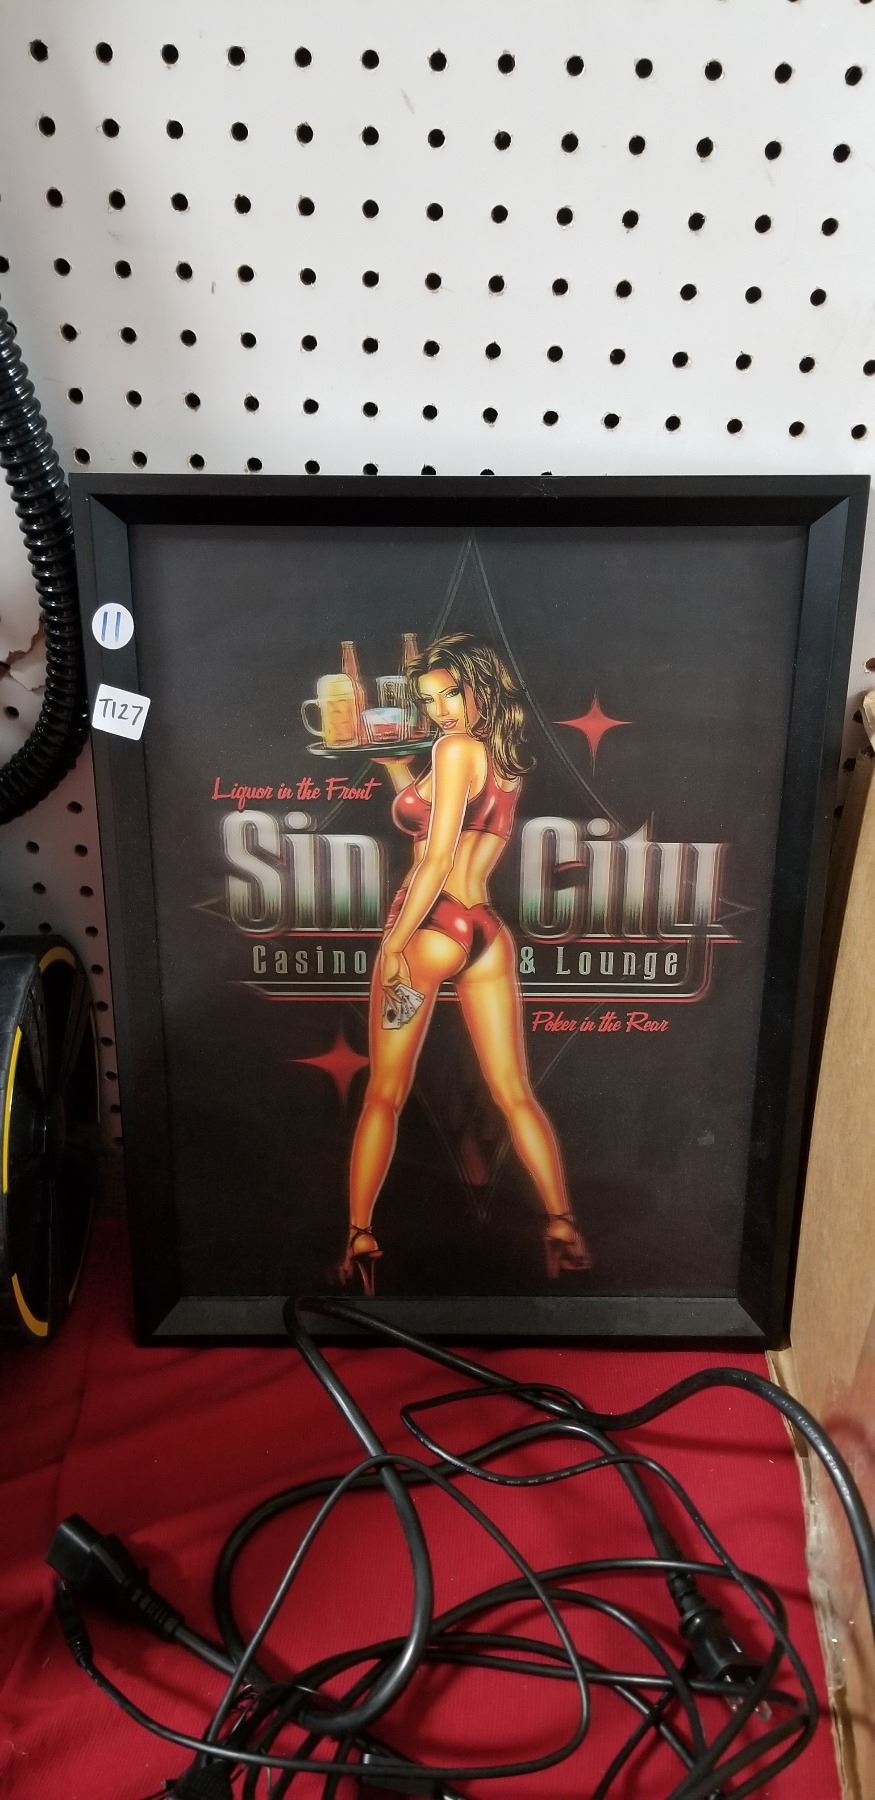 11
T127
Liquor in the Front
Sin City
Casino & Lounge
Poker in the Rear